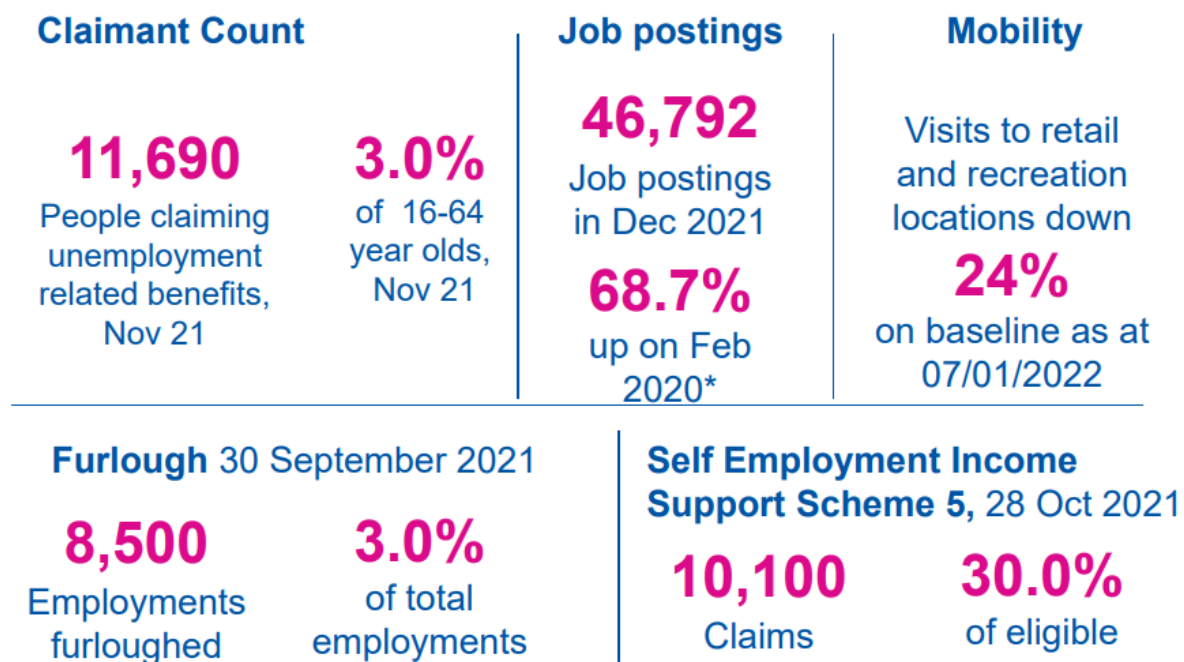 Claimant Count
11,690
People claiming
unemployment
related benefits,
Nov 21
3.0%
of 16-64
year olds,
Nov 21
Job postings
46,792
Job postings
in Dec 2021
68.7%
up on Feb
2020*
Mobility
Visits to retail
and recreation
locations down
24%
on baseline as at
07/01/2022
Furlough 30 September 2021
8,500
Employments
furloughed
3.0%
of total
employments
Self Employment Income
Support Scheme 5, 28 Oct 2021
10,100
Claims
30.0%
of eligible